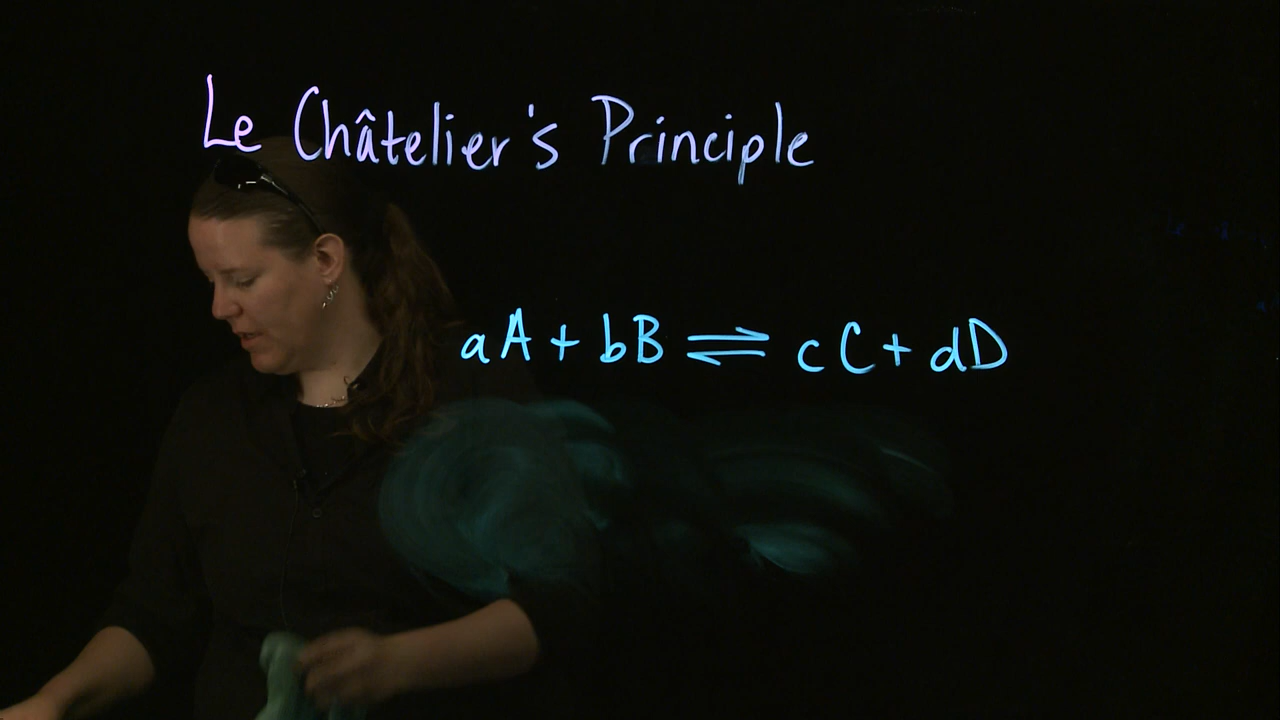 Le Châtelier's Principle
aA + bB ⇌ cC + dD